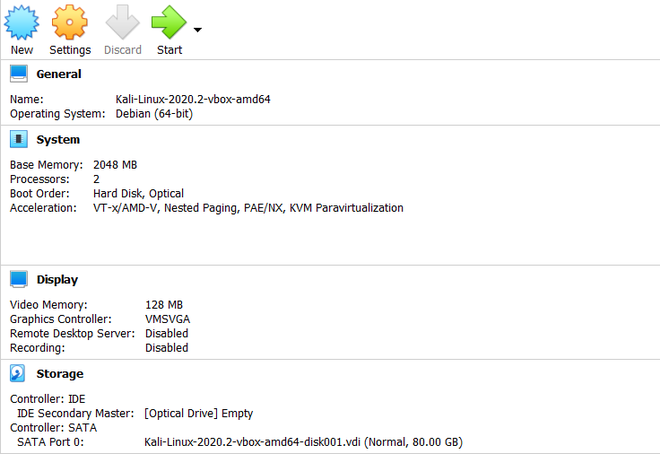 New Settings Discard Start
General
Name: Kali-Linux-2020.2-vbox-amd64
Operating System: Debian (64-bit)
System
Base Memory: 2048 MB
Processors: 2
Boot Order: Hard Disk, Optical
Acceleration: VT-x/AMD-V, Nested Paging, PAE/NX, KVM Paravirtualization
Display
Video Memory: 128 MB
Graphics Controller: VMSVGA
Remote Desktop Server: Disabled
Recording: Disabled
Storage
Controller: IDE
IDE Secondary Master: [Optical Drive] Empty
Controller: SATA
SATA Port 0: Kali-Linux-2020.2-vbox-amd64-disk001.vdi (Normal, 80.00 GB)